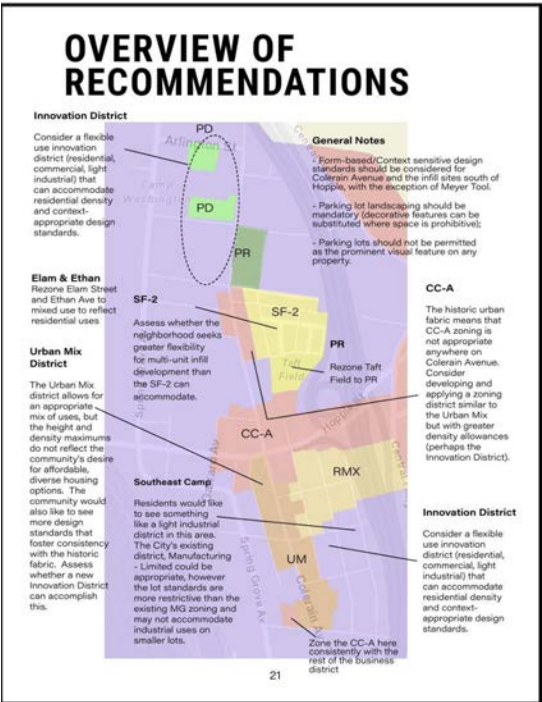 OVERVIEW OF
RECOMMENDATIONS
Innovation District
Consider a flexible
use innovation
district (residential,
commercial, light
industrial) that
can accommodate
residential density
and context-
appropriate design
standards.
Elam & Ethan
Rezone Elam Street
and Ethan Ave to
mixed use to reflect
residential uses
Urban Mix
District
The Urban Mix
district allows for
an appropriate
mix of uses, but
the height and
density maximums
do not reflect the
community's desire
for affordable,
diverse housing
options. The
community would
also like to see
more design
standards that
foster consistency
with the historic
fabric. Assess
whether a new
Innovation District
can accomplish
this.
PD
Arlington St
Camp
Washington
PD
PR
SF-2
Assess whether the
neighborhood seeks
greater flexibility
for multi-unit infill
development than
the SF-2 can
accommodate.
SF-2
Taft
Field
CC-A
Hopple
RMX
Southeast Camp
Residents would like
to see something
like a light industrial
district in this area.
The City's existing
district, Manufacturing
- Limited could be
appropriate, however
the lot standards are
more restrictive than the
existing MG zoning and
may not accommodate
industrial uses on
smaller lots.
Spring Grove Av
UM
Colerain A
General Notes
- Form-based/Context sensitive design
standards should be considered for
Colerain Avenue and the infill sites south of
Hopple, with the exception of Meyer Tool.
- Parking lot landscaping should be
mandatory (decorative features can be
substituted where space is prohibitive);
- Parking lots should not be permitted
as the prominent visual feature on any
property.
PR
Rezone Taft
Field to PR
CC-A
The historic urban
fabric means that
CC-A zoning is
not appropriate
anywhere on
Colerain Avenue.
Consider
developing and
applying a zoning
district similar to
the Urban Mix
but with greater
density allowances
(perhaps the
Innovation District).
Innovation District
Consider a flexible
use innovation
district (residential,
commercial, light
industrial) that
can accommodate
residential density
and context-
appropriate design
standards.
Zone the CC-A here
consistently with the
rest of the business
district
21